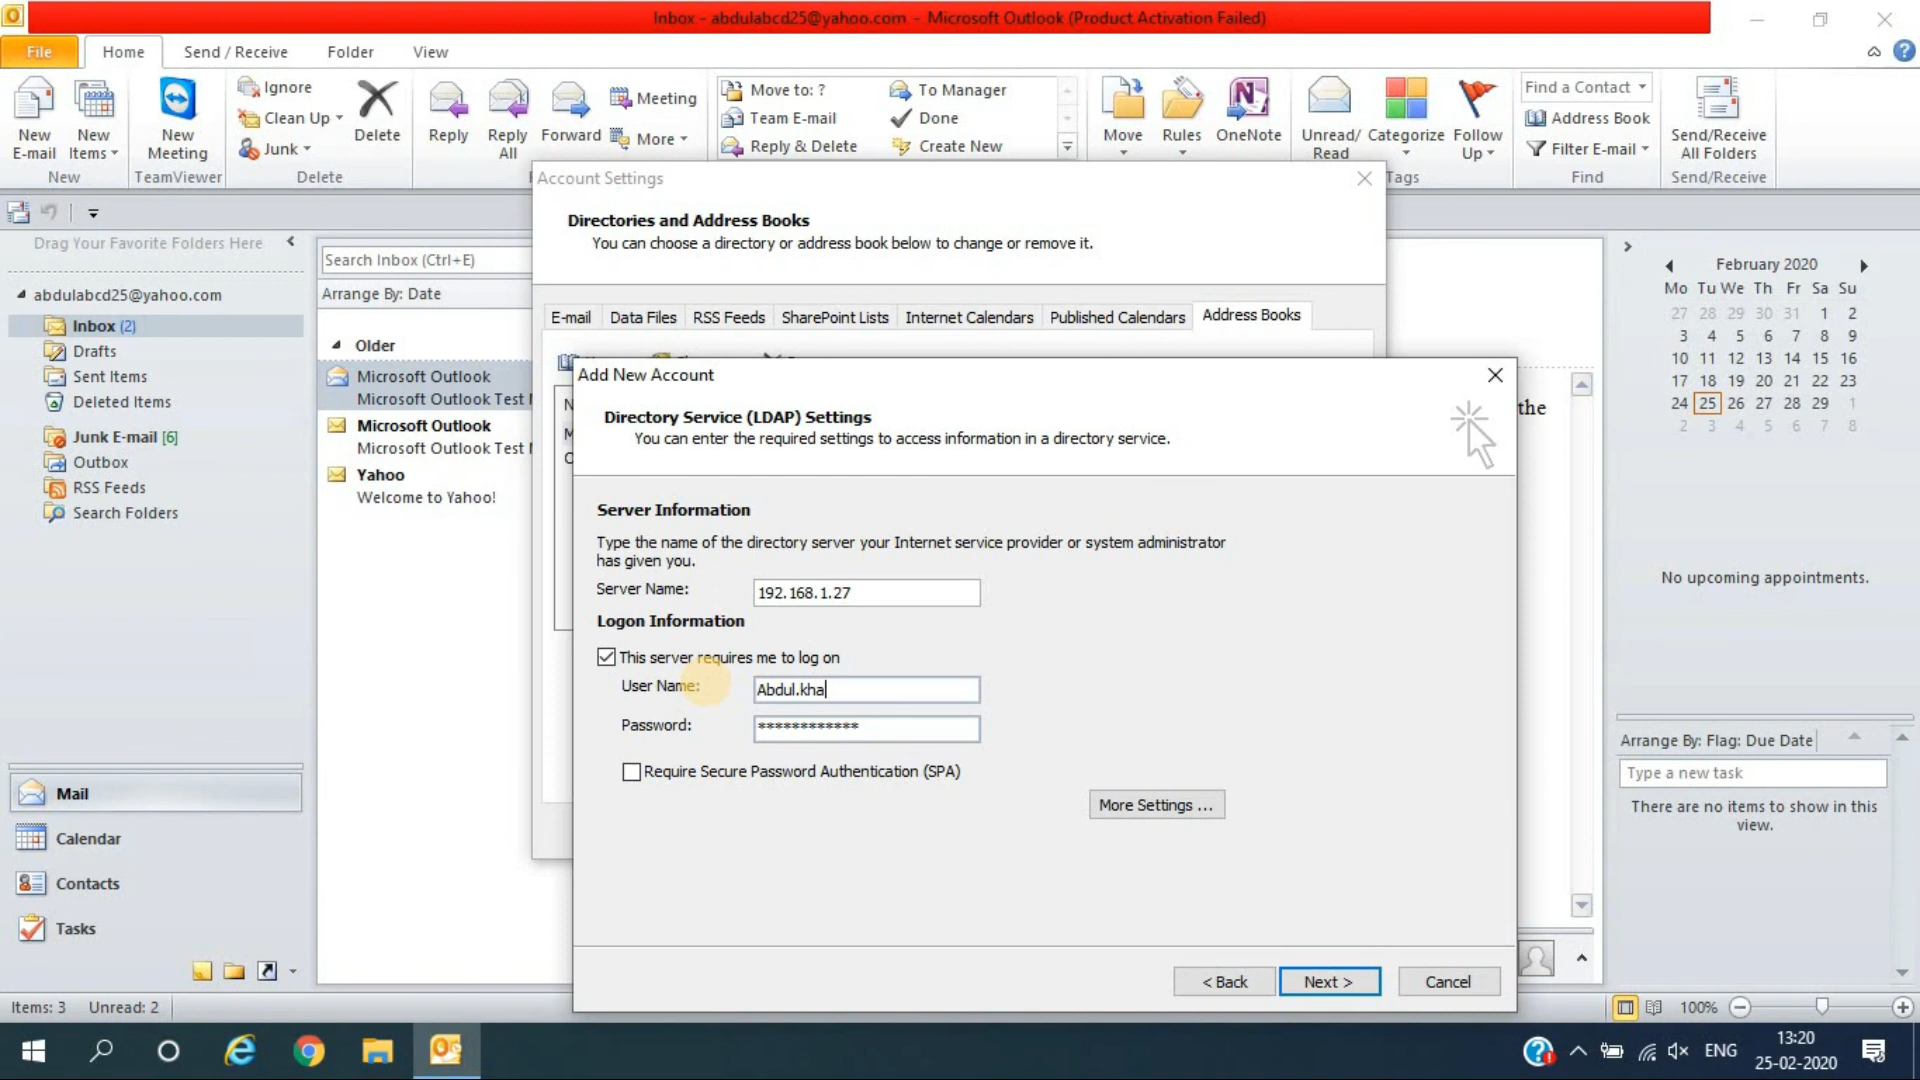 Inbox - abdulabcd25@yahoo.com - Microsoft Outlook (Product Activation Failed)
File
Home
Send / Receive
Folder
View
New E-mail
New Items
New
New Meeting
TeamViewer
Ignore
Clean Up
Junk
Delete
Delete
Reply
Reply All
Forward
Meeting
More
Move to: ?
Team E-mail
Reply & Delete
To Manager
Done
Create New
Move
Rules
OneNote
Unread/ Read
Categorize
Follow Up
Tags
Find a Contact
Address Book
Filter E-mail
Find
Send/Receive All Folders
Send/Receive
Drag Your Favorite Folders Here
abdulabcd25@yahoo.com
Inbox (2)
Drafts
Sent Items
Deleted Items
Junk E-mail [6]
Outbox
RSS Feeds
Search Folders
Mail
Calendar
Contacts
Tasks
Search Inbox (Ctrl+E)
Arrange By: Date
Older
Microsoft Outlook
Microsoft Outlook Test
Microsoft Outlook
Microsoft Outlook Test
Yahoo
Welcome to Yahoo!
Account Settings
Directories and Address Books
You can choose a directory or address book below to change or remove it.
E-mail
Data Files
RSS Feeds
SharePoint Lists
Internet Calendars
Published Calendars
Address Books
Add New Account
Directory Service (LDAP) Settings
You can enter the required settings to access information in a directory service.
Server Information
Type the name of the directory server your Internet service provider or system administrator
has given you.
Server Name: 192.168.1.27
Logon Information
This server requires me to log on
User Name: Abdul.kha
Password: ************
Require Secure Password Authentication (SPA)
More Settings ...
< Back
Next >
Cancel
the
February 2020
Mo Tu We Th Fr Sa Su
27 28 29 30 31 1 2
3 4 5 6 7 8 9
10 11 12 13 14 15 16
17 18 19 20 21 22 23
24 25 26 27 28 29 1
2 3 4 5 6 7 8
No upcoming appointments.
Arrange By: Flag: Due Date
Type a new task
There are no items to show in this
view.
Items: 3 Unread: 2
100%
ENG
13:20
25-02-2020